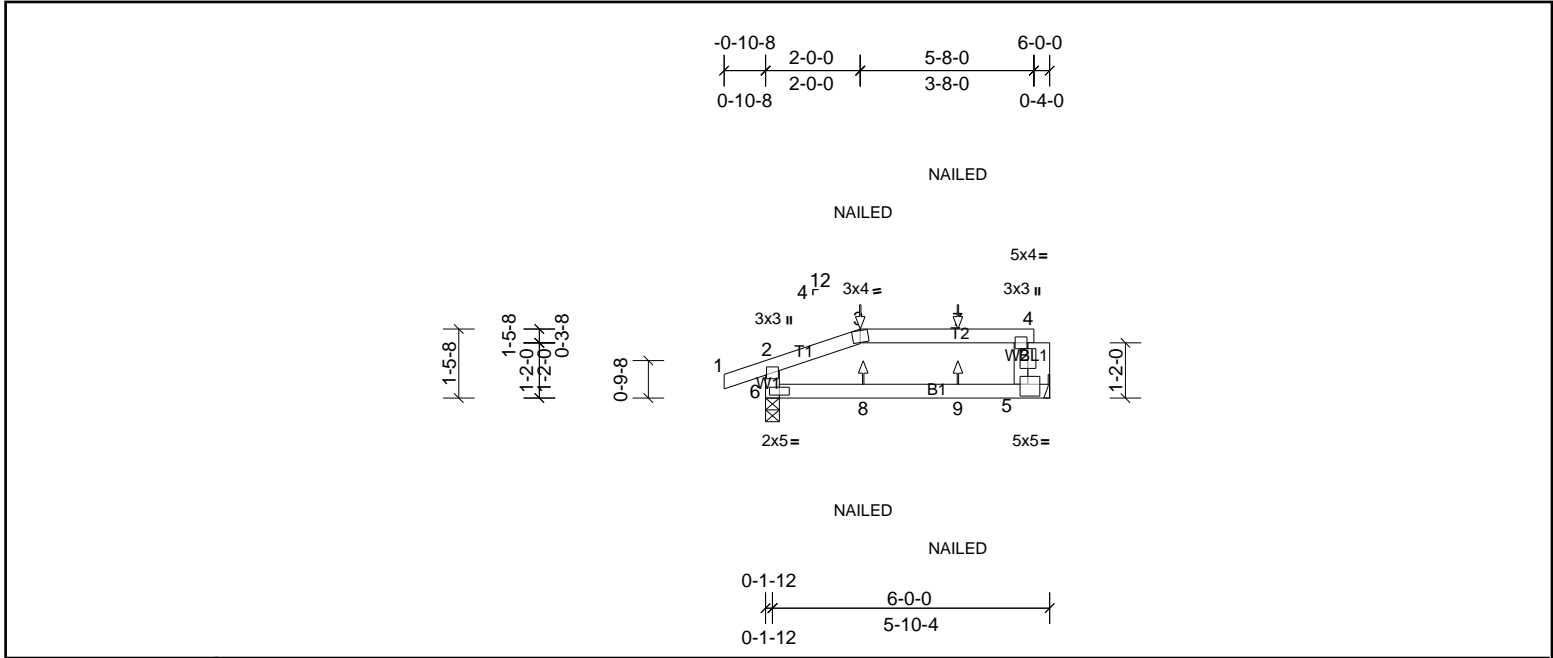 -0-10-8
6-0-0
2-0-0
5-8-0
2-0-0
3-8-0
0-10-8
0-4-0
NAILED
NAILED
5x4=
12
4
3x4 =
3x3 II
3x3 II
4
T2
2
T1
1
1-5-8
1-5-8
1-2-0
1-2-0
0-3-8
0-9-8
1-2-0
W1
6
B1
8
9
5
2x5=
5x5=
NAILED
NAILED
0-1-12
6-0-0
5-10-4
0-1-12